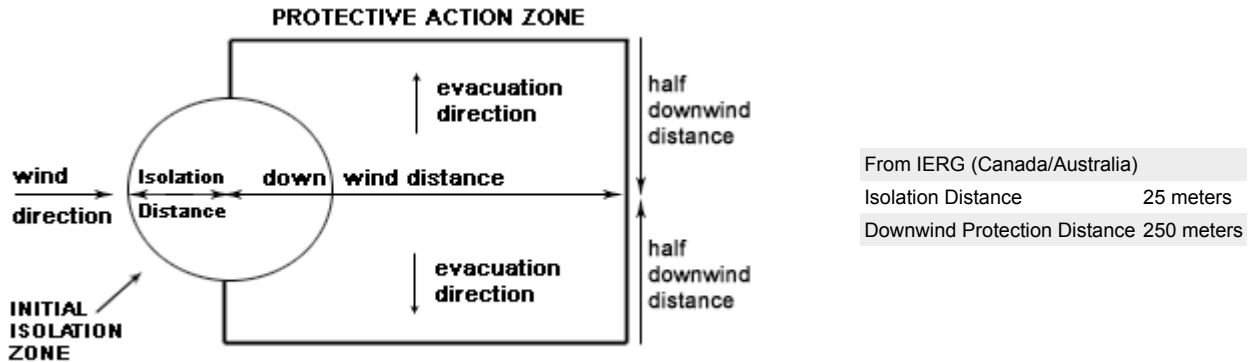 PROTECTIVE ACTION ZONE
evacuation
direction
half
downwind
distance
wind
direction
Isolation
Distance
down wind distance
evacuation
direction
half
downwind
distance
INITIAL
ISOLATION
ZONE
From IERG (Canada/Australia)
Isolation Distance 25 meters
Downwind Protection Distance 250 meters